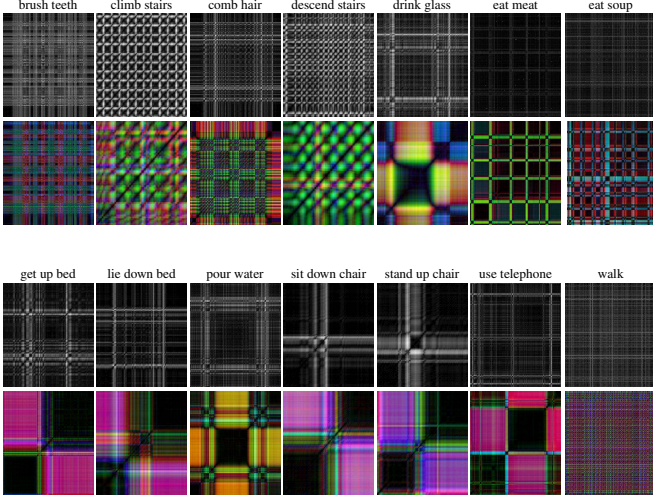 brush teeth climb stairs comb hair descend stairs drink glass eat meat eat soup
get up bed lie down bed pour water sit down chair stand up chair use telephone walk